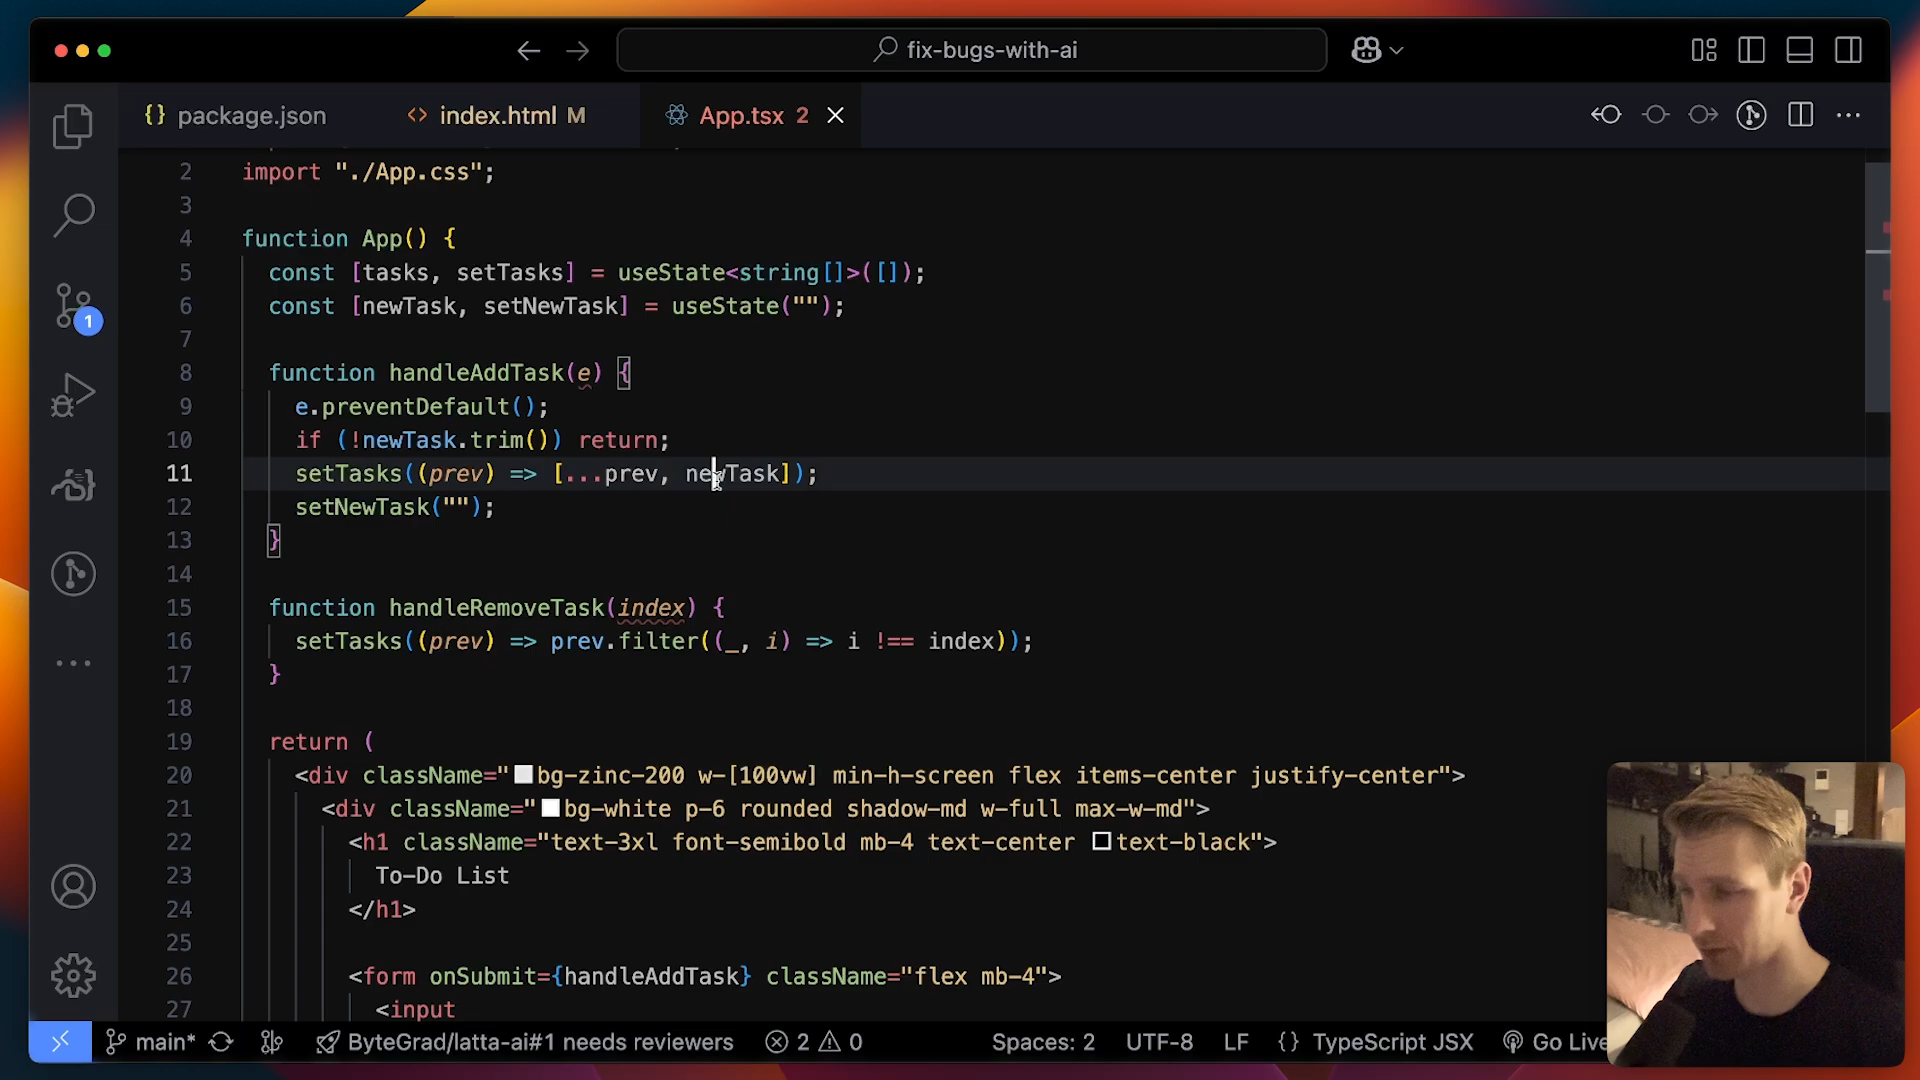 fix-bugs-with-ai
{} package.json
<> index.html M
App.tsx 2
2 import "./App.css";
3
4 function App() {
5 const [tasks, setTasks] = useState<string[]>([]);
6 const [newTask, setNewTask] = useState("");
7
8 function handleAddTask(e) {
9 e.preventDefault();
10 if (!newTask.trim()) return;
11 setTasks((prev) => [...prev, newTask]);
12 setNewTask("");
13 }
14
15 function handleRemoveTask(index) {
16 setTasks((prev) => prev.filter((_, i) => i !== index));
17 }
18
19 return (
20 <div className="bg-zinc-200 w-[100vw] min-h-screen flex items-center justify-center">
21 <div className="bg-white p-6 rounded shadow-md w-full max-w-md">
22 <h1 className="text-3xl font-semibold mb-4 text-center text-black">
23 To-Do List
24 </h1>
25
26 <form onSubmit={handleAddTask} className="flex mb-4">
27 <input
1
main* ByteGrad/latta-ai#1 needs reviewers 2 0 Spaces: 2 UTF-8 LF {} TypeScript JSX Go Live